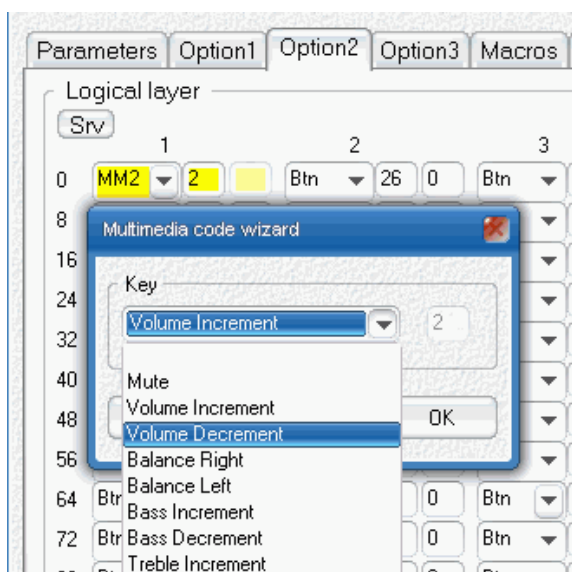 Parameters Option1 Option2 Option3 Macros
Logical layer
Srv
1 2 3
0 MM2 2 Btn 26 0 Btn
8 Multimedia code wizard
16
Key
24 Volume Increment 2
32
40 Mute
Volume Increment
48 OK
Volume Decrement
56 Balance Right
Balance Left
64 Btn 0 Btn
Bass Increment
72 Btn Bass Decrement 0 Btn
Treble Increment